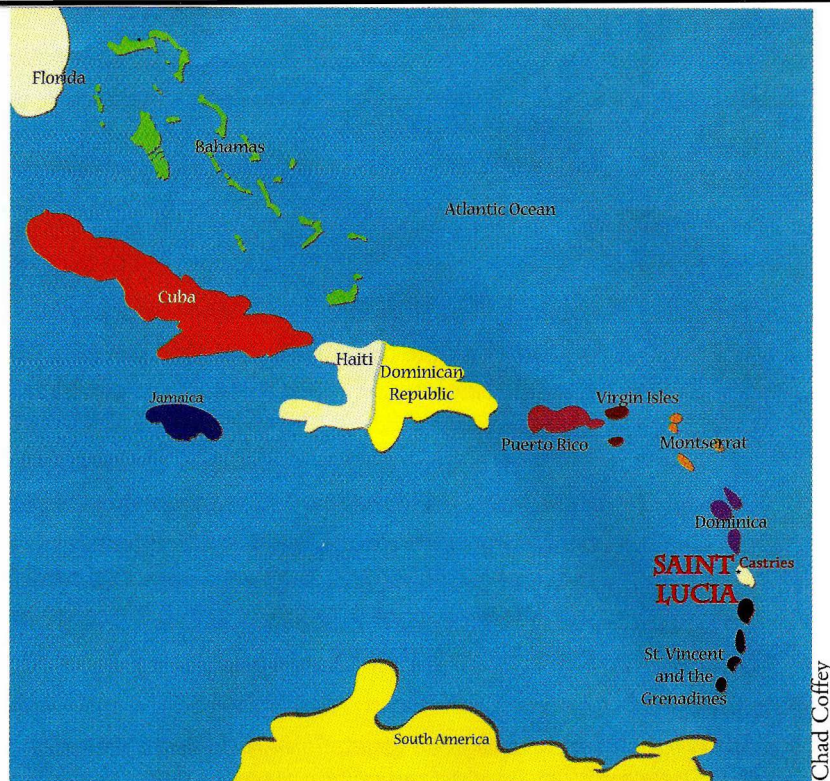 Florida
Bahamas
Atlantic Ocean
Cuba
Haiti
Dominican
Republic
Jamaica
Virgin Isles
Puerto Rico
Montserrat
Dominica
SAINT
Castries
LUCIA
St. Vincent
and the
Grenadines
South America
Chad Coffey